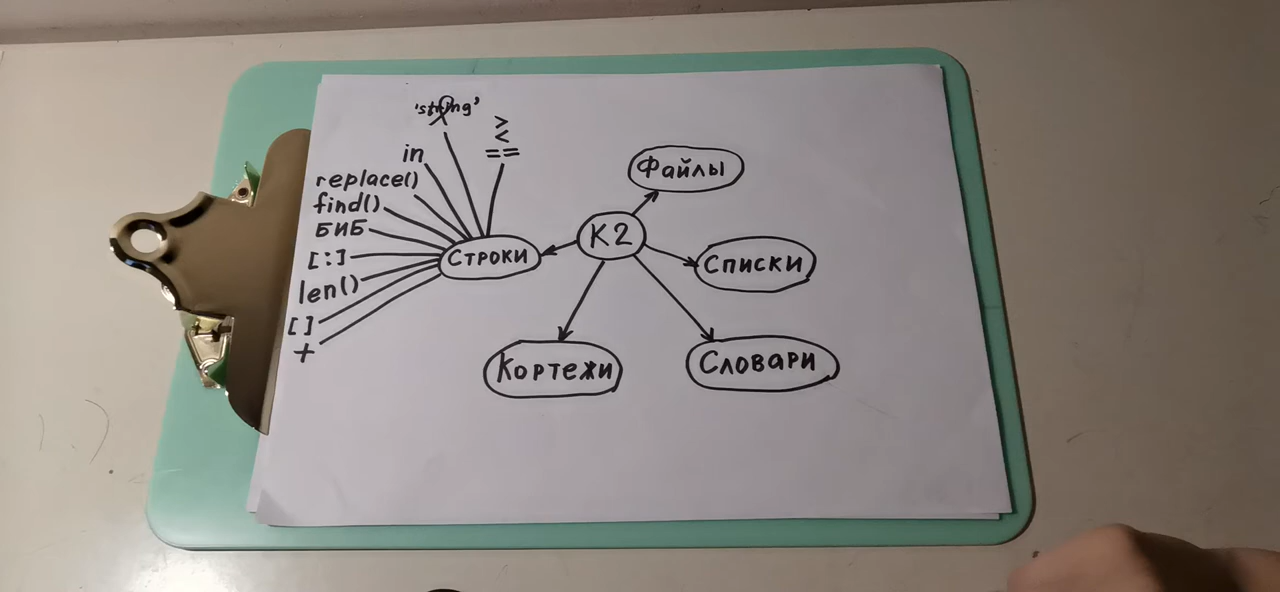 'string'
>
<
==
in
replace()
find()
БИБ
[:]
len()
[]
+
Строки
К2
Файлы
Списки
Словари
Кортежи